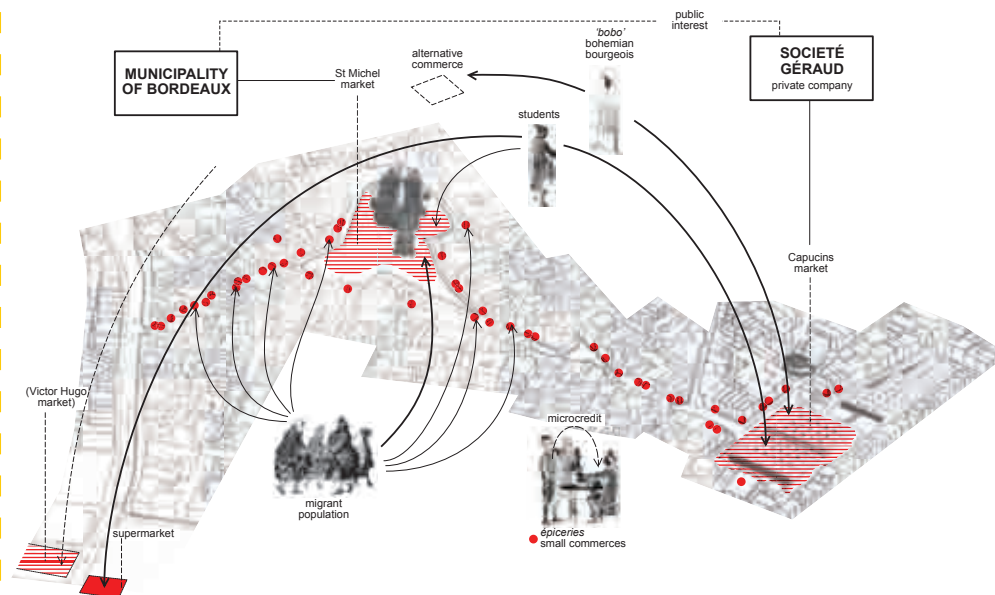 public
interest
'bobo'
bohemian
bourgeois
alternative
commerce
MUNICIPALITY
OF BORDEAUX
St Michel
market
SOCIETÉ
GÉRAUD
private company
students
Capucins
market
(Victor Hugo
market)
microcredit
migrant
population
supermarket
épiceries
small commerces